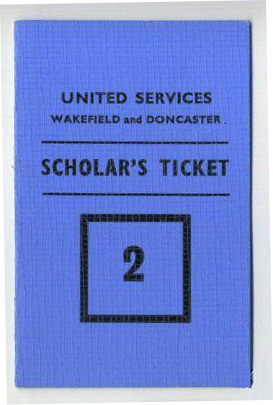 UNITED SERVICES
WAKEFIELD and DONCASTER.
SCHOLAR'S TICKET
2